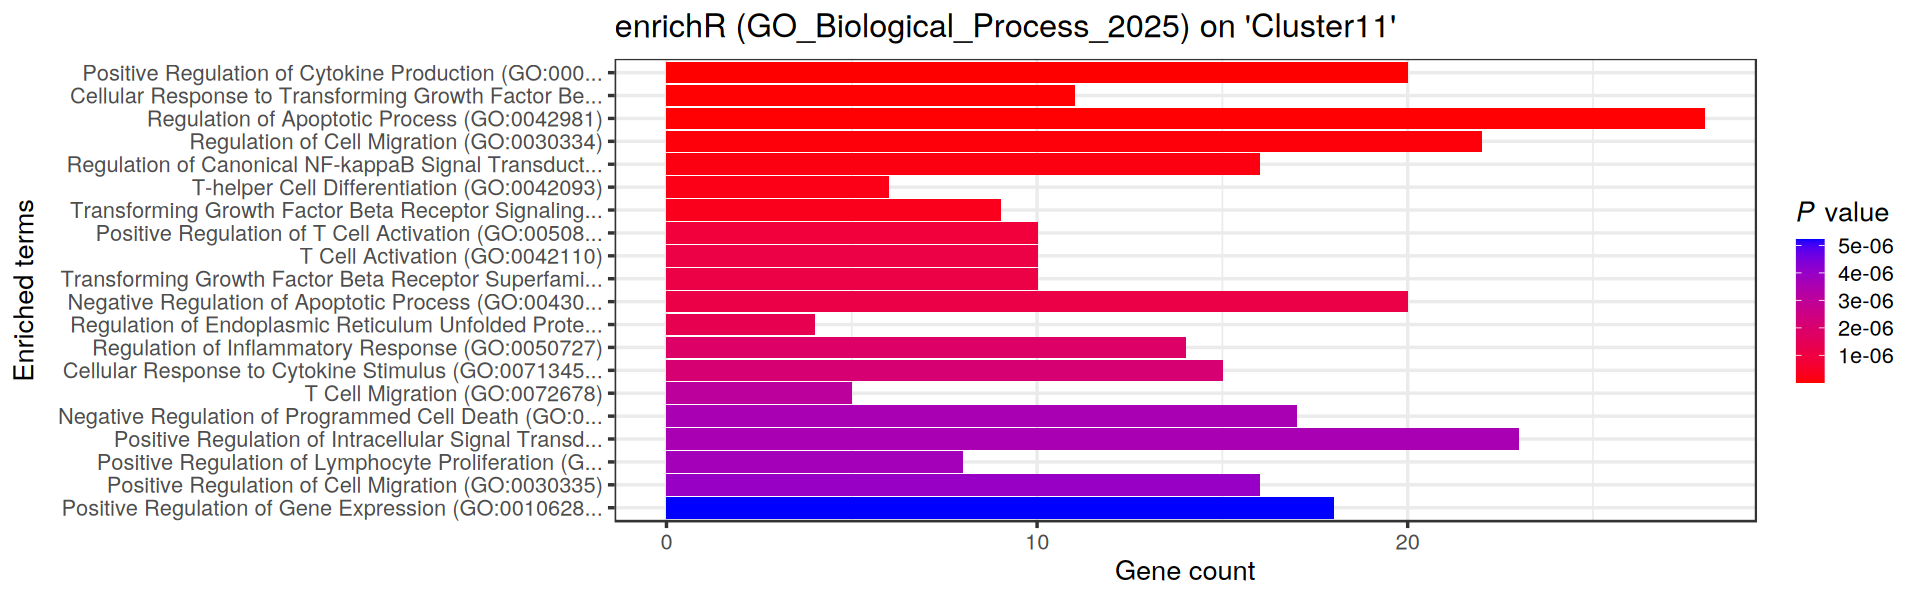 enrichR (GO_Biological_Process_2025) on 'Cluster11'
Enriched terms
Positive Regulation of Cytokine Production (GO:000...
Cellular Response to Transforming Growth Factor Be...
Regulation of Apoptotic Process (GO:0042981)
Regulation of Cell Migration (GO:0030334)
Regulation of Canonical NF-kappaB Signal Transduct...
T-helper Cell Differentiation (GO:0042093)
Transforming Growth Factor Beta Receptor Signaling...
Positive Regulation of T Cell Activation (GO:00508...
T Cell Activation (GO:0042110)
Transforming Growth Factor Beta Receptor Superfami...
Negative Regulation of Apoptotic Process (GO:00430...
Regulation of Endoplasmic Reticulum Unfolded Prote...
Regulation of Inflammatory Response (GO:0050727)
Cellular Response to Cytokine Stimulus (GO:0071345...
T Cell Migration (GO:0072678)
Negative Regulation of Programmed Cell Death (GO:0...
Positive Regulation of Intracellular Signal Transd...
Positive Regulation of Lymphocyte Proliferation (G...
Positive Regulation of Cell Migration (GO:0030335)
Positive Regulation of Gene Expression (GO:0010628...
0 10 20
Gene count
P value
5e-06
4e-06
3e-06
2e-06
1e-06